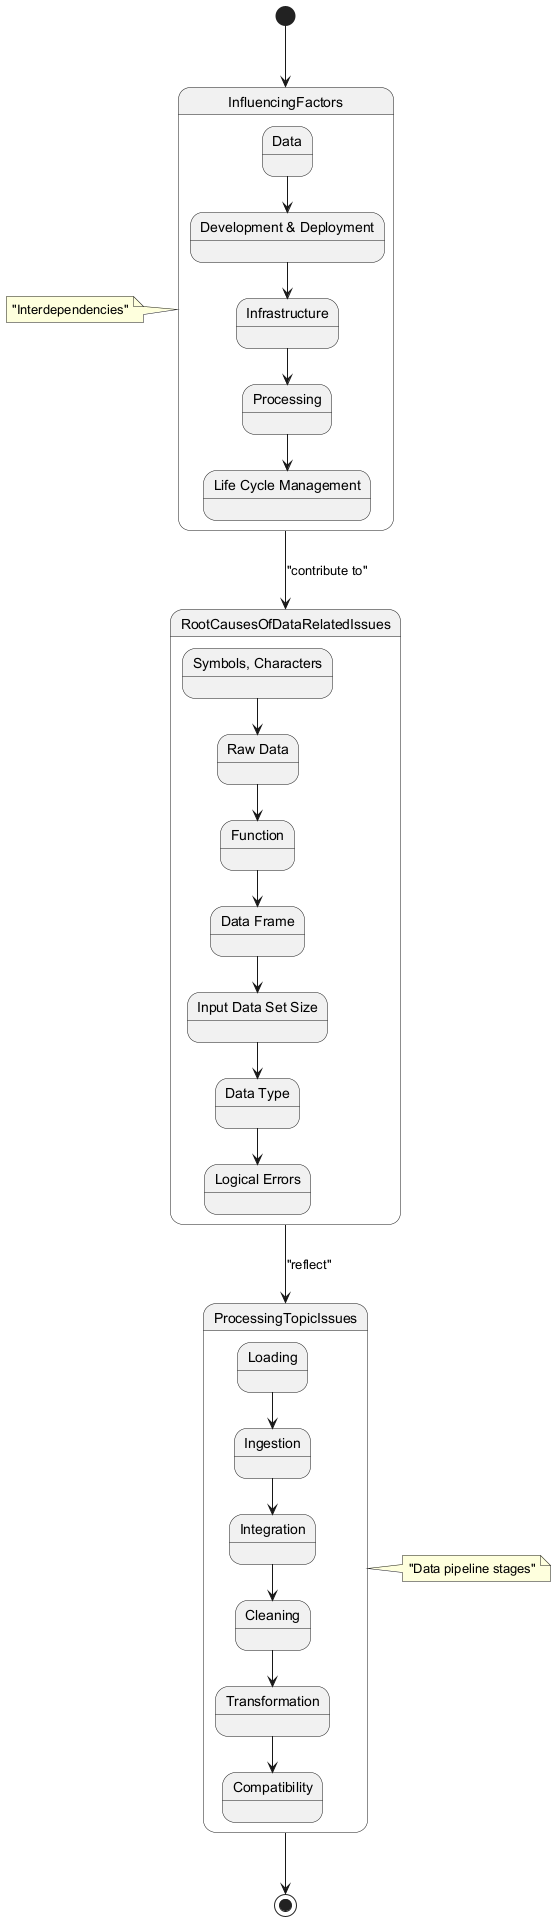 InfluencingFactors
Data
Development & Deployment
Infrastructure
"Interdependencies"
Processing
Life Cycle Management
"contribute to"
RootCausesOfDataRelatedIssues
Symbols, Characters
Raw Data
Function
Data Frame
Input Data Set Size
Data Type
Logical Errors
"reflect"
ProcessingTopicIssues
Loading
Ingestion
Integration
"Data pipeline stages"
Cleaning
Transformation
Compatibility